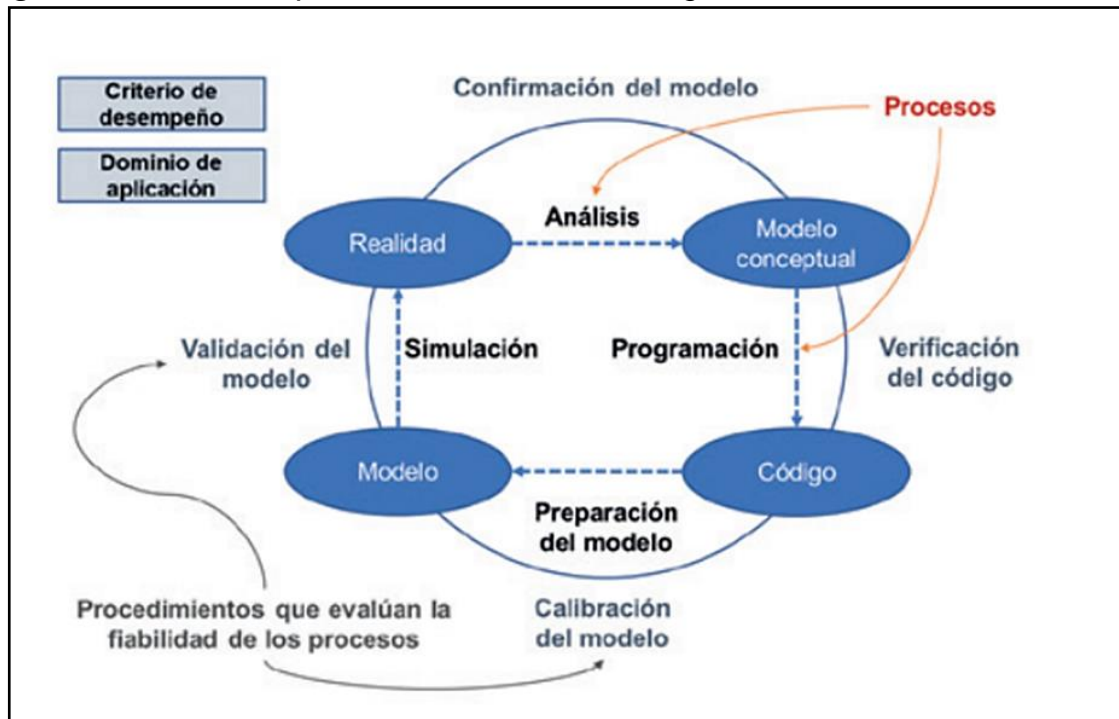 Criterio de
desempeño
Dominio de
aplicación
Confirmación del modelo
Procesos
Realidad
Análisis
Modelo
conceptual
Validación del
modelo
Simulación
Programación
Verificación
del código
Modelo
Código
Preparación
del modelo
Procedimientos que evalúan la
fiabilidad de los procesos
Calibración
del modelo